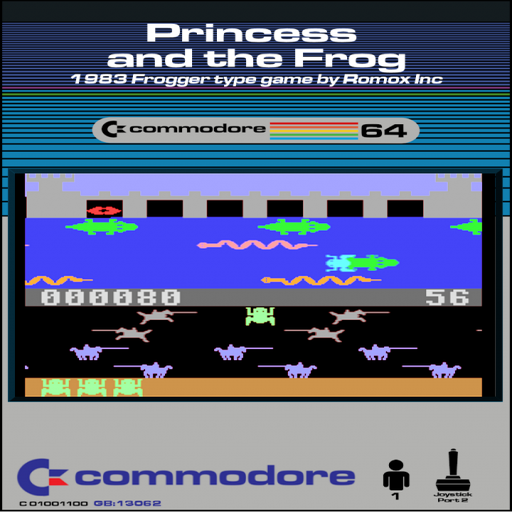 Princess
and the Frog
1983 Frogger type game by Romox Inc
commodore 64
000080 56
commodore
1
Joystick
Port 2
C01001100 GB:13062